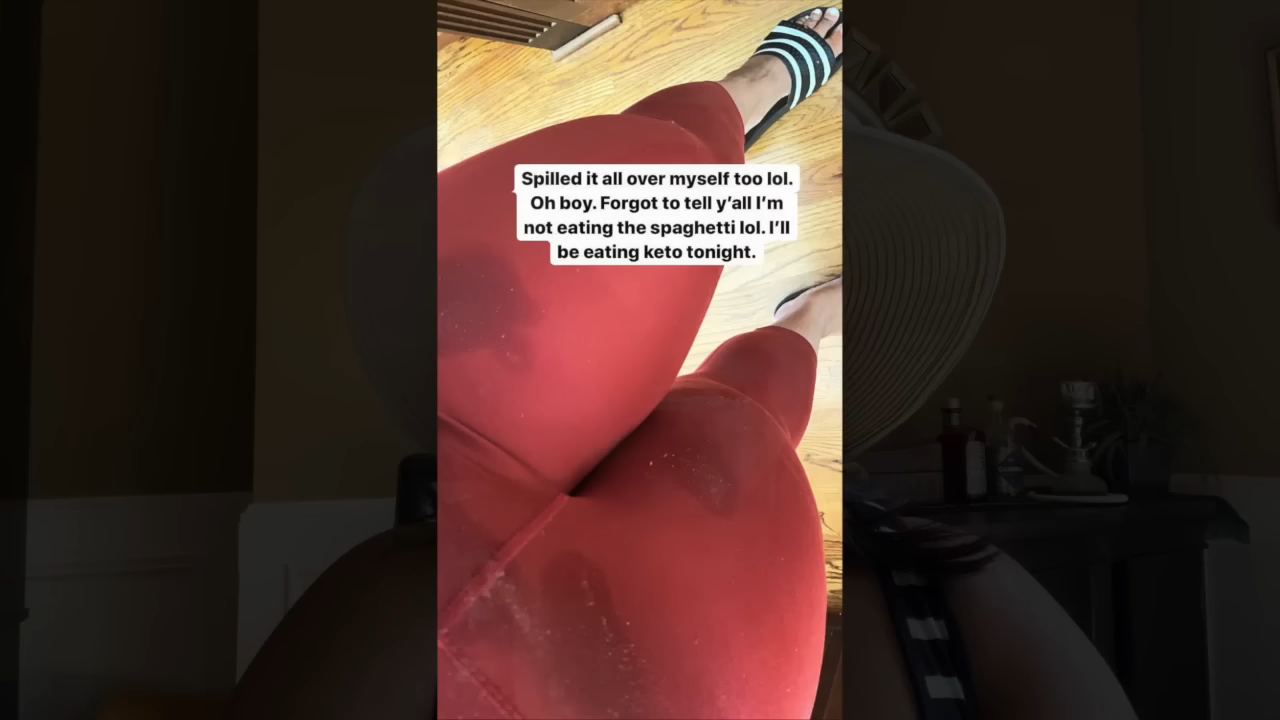 Spilled it all over myself too lol.
Oh boy. Forgot to tell y’all I’m
not eating the spaghetti lol. I’ll
be eating keto tonight.